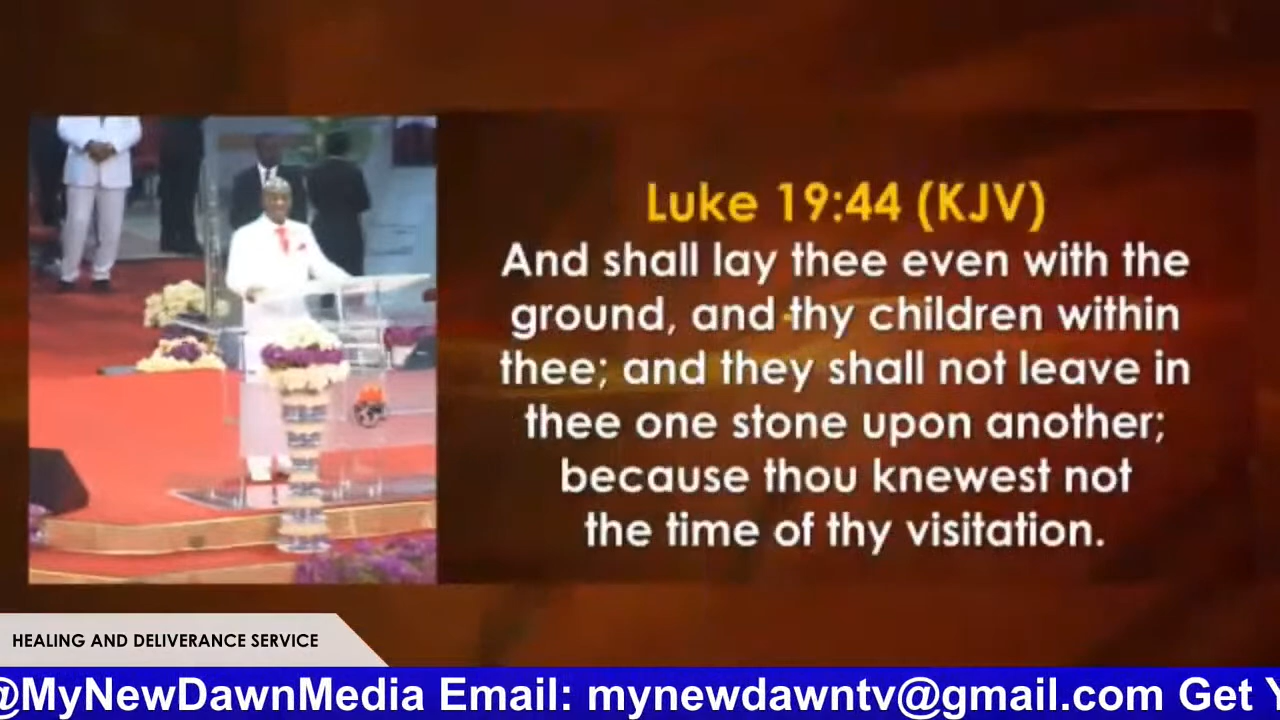 Luke 19:44 (KJV)
And shall lay thee even with the
ground, and thy children within
thee; and they shall not leave in
thee one stone upon another;
because thou knewest not
the time of thy visitation.
HEALING AND DELIVERANCE SERVICE
@MyNewDawnMedia Email: mynewdawntv@gmail.com Get